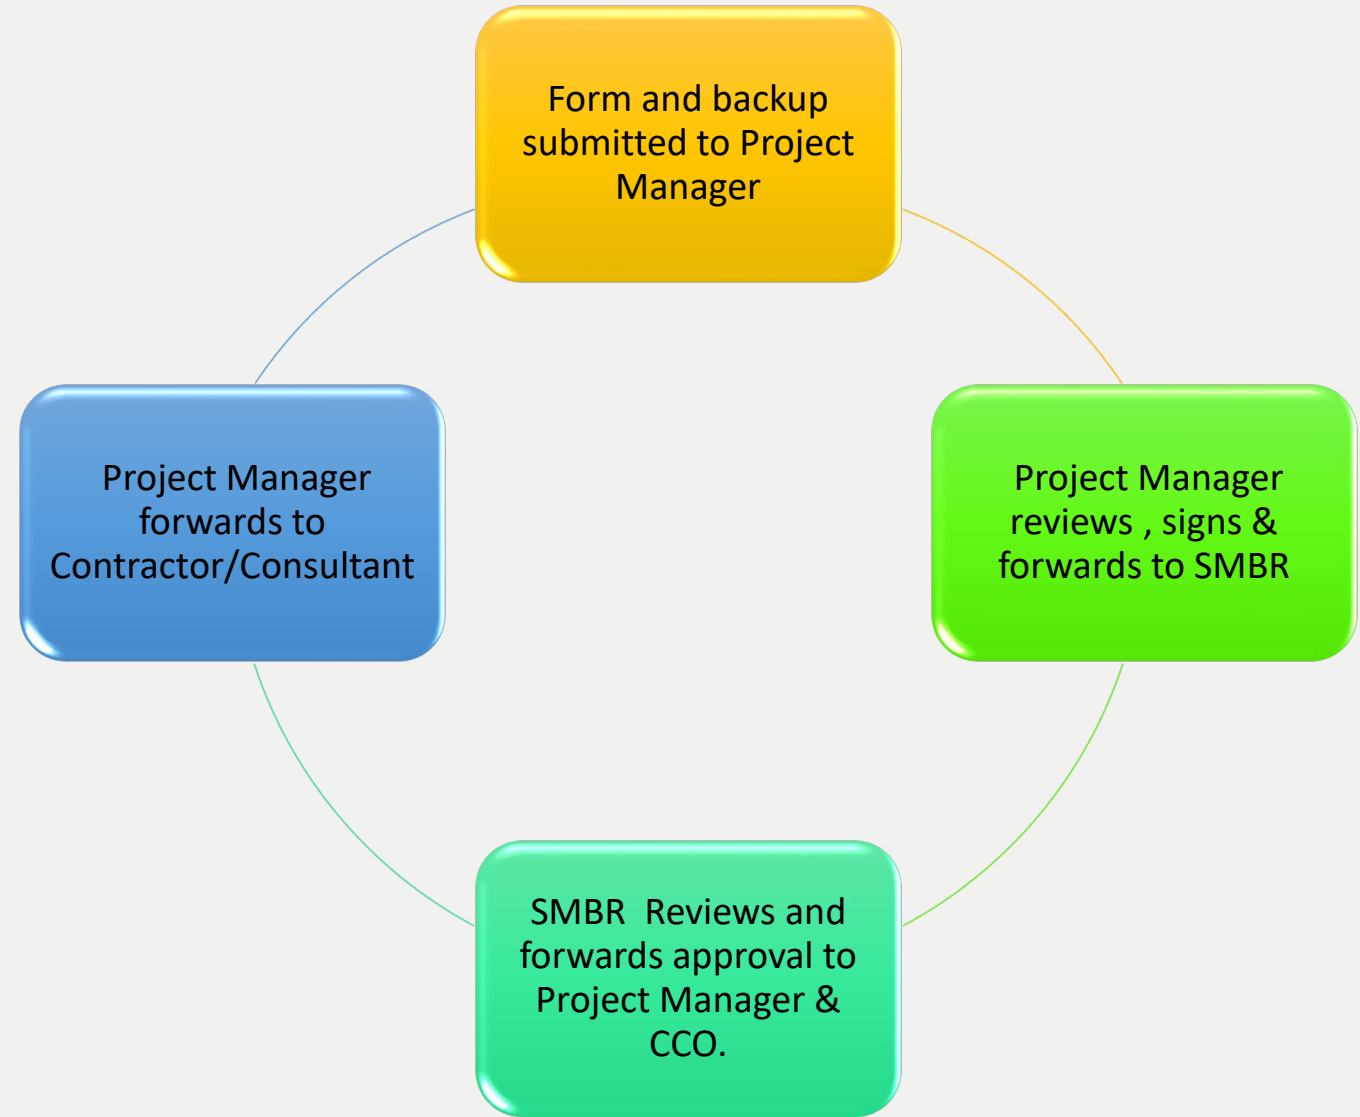 Form and backup
submitted to Project
Manager
Project Manager
reviews , signs &
forwards to SMBR
SMBR  Reviews and
forwards approval to
Project Manager &
CCO.
Project Manager
forwards to
Contractor/Consultant